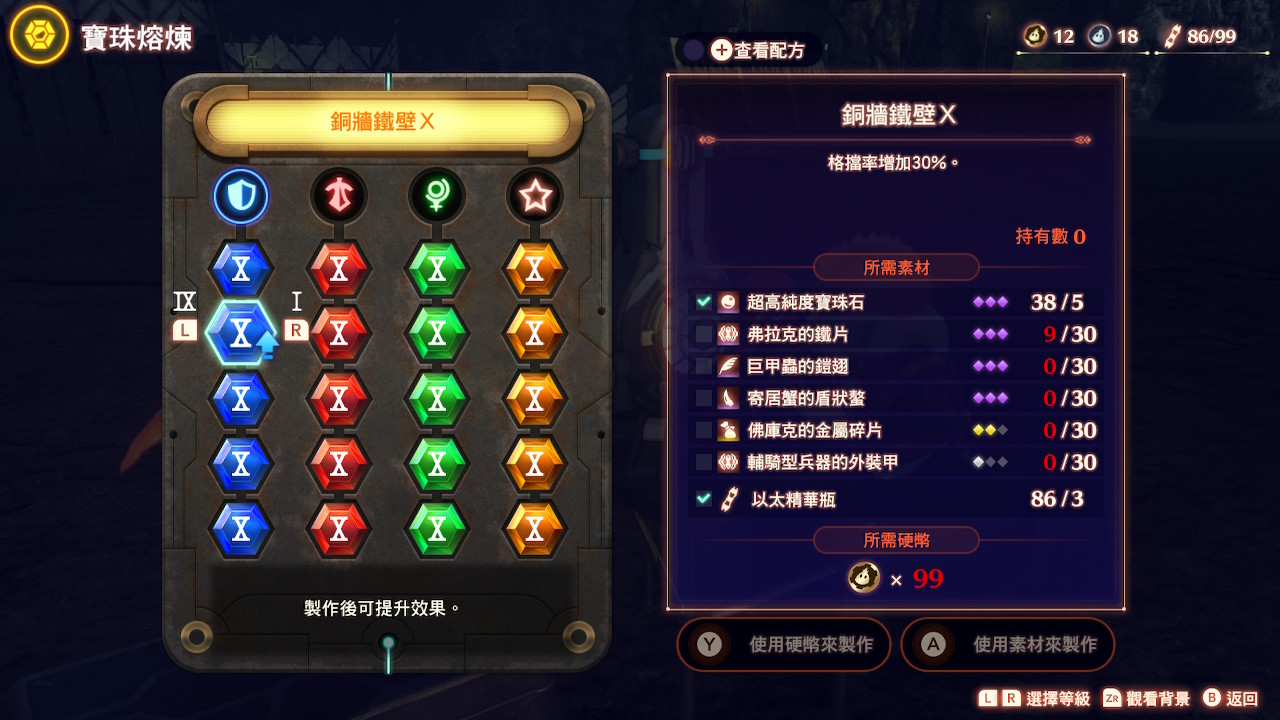 寶珠熔煉
12 18 86/99
+查看配方
銅牆鐵壁X
銅牆鐵壁X
格擋率增加30%。
持有數 0
所需素材
超高純度寶珠石 38/5
弗拉克的鐵片 9/30
巨甲蟲的鎧翅 0/30
寄居蟹的盾狀螯 0/30
佛庫克的金屬碎片 0/30
輔騎型兵器的外裝甲 0/30
以太精華瓶 86/3
所需硬幣
× 99
X X X X
IX I
L X R X X X
X X X X
X X X X
X X X X
製作後可提升效果。
Y 使用硬幣來製作 A 使用素材來製作
L R 選擇等級 ZR 觀看背景 B 返回